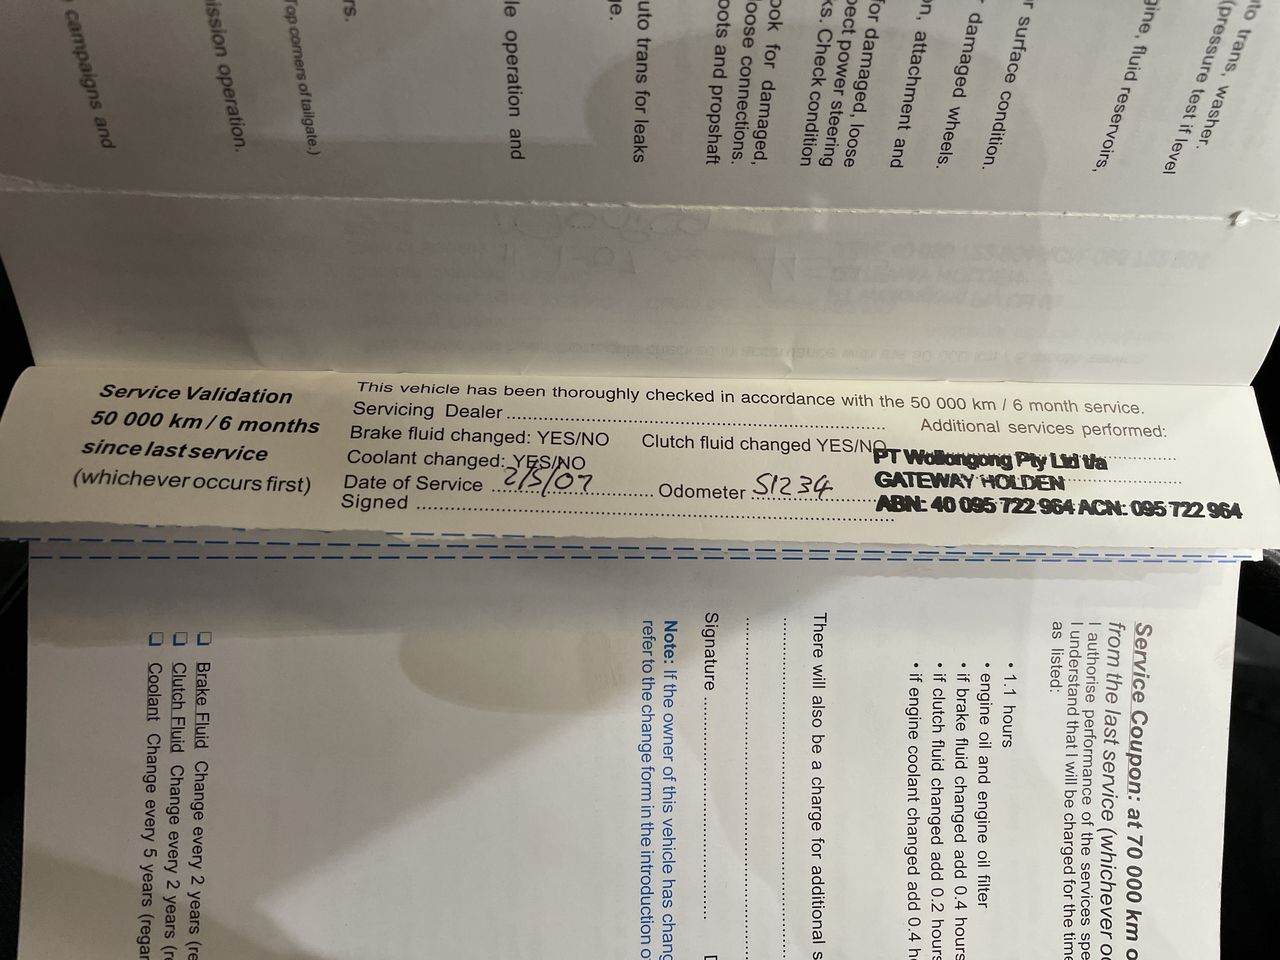 campaigns and
ission operation.
Top corners of tailgate.)
rs.
le operation and
ge.
uto trans for leaks
oots and propshaft
oose connections.
ook for damaged,
ks. Check condition
pect power steering
for damaged, loose
on, attachment and
r damaged wheels.
r surface condition.
gine, fluid reservoirs,
(pressure test if level
uto trans, washer.
Service Validation
50 000 km / 6 months
since last service
(whichever occurs first)
This vehicle has been thoroughly checked in accordance with the 50 000 km / 6 month service.
Servicing Dealer
Additional services performed:
Brake fluid changed: YES/NO Clutch fluid changed YES/NO
Coolant changed: YES/NO
Date of Service 2/5/07 Odometer 51234
Signed
PT Wollongong Pty Ltd t/a
GATEWAY HOLDEN
ABN: 40 095 722 964 ACN: 095 722 964
Service Coupon: at 70 000 km o
from the last service (whichever oc
I authorise performance of the services spe
I understand that I will be charged for the time
as listed:
• 1.1 hours
• engine oil and engine oil filter
• if brake fluid changed add 0.4 hours
• if clutch fluid changed add 0.2 hours
• if engine coolant changed add 0.4 h
There will also be a charge for additional s
Signature
Note: If the owner of this vehicle has chang
refer to the change form in the introduction o
❑ Brake Fluid Change every 2 years (re
❑ Clutch Fluid Change every 2 years (r
❑ Coolant Change every 5 years (regar